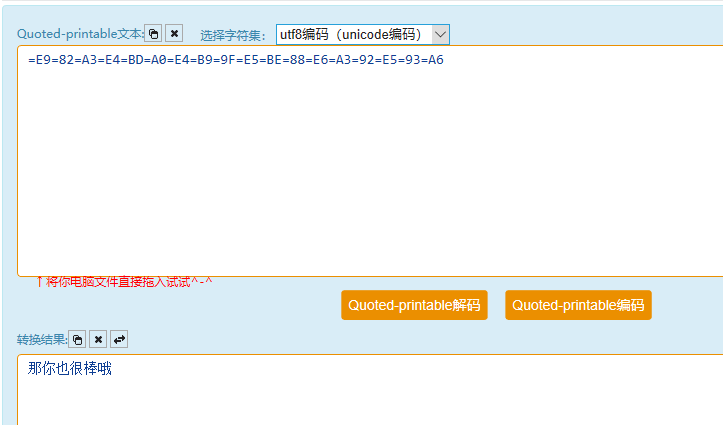 Quoted-printable文本: 选择字符集: utf8编码（unicode编码）
=E9=82=A3=E4=BD=A0=E4=B9=9F=E5=BE=88=E6=A3=92=E5=93=A6
↑将你电脑文件直接拖入试试^-^
Quoted-printable解码 Quoted-printable编码
转换结果:
那你也很棒哦